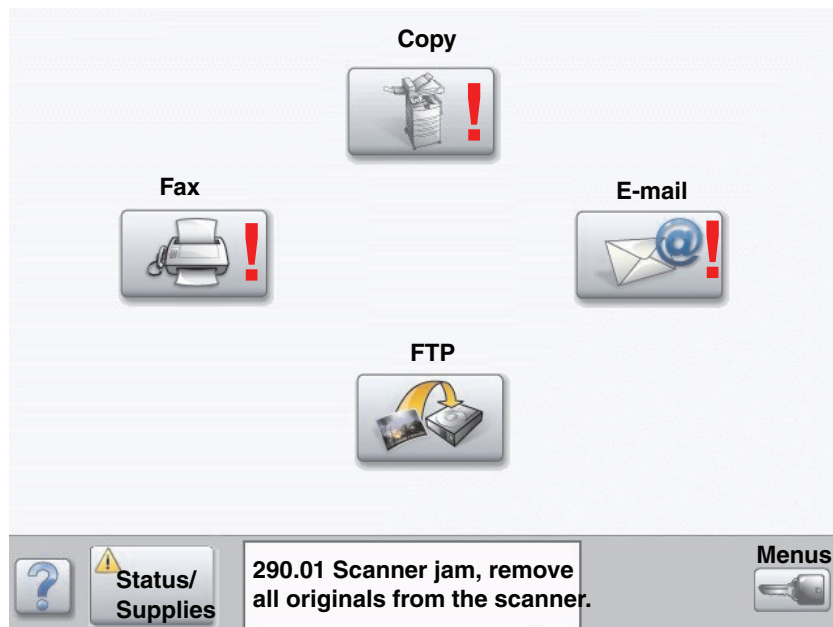 Copy
Fax
E-mail
FTP
Status/
Supplies
290.01 Scanner jam, remove
all originals from the scanner.
Menus